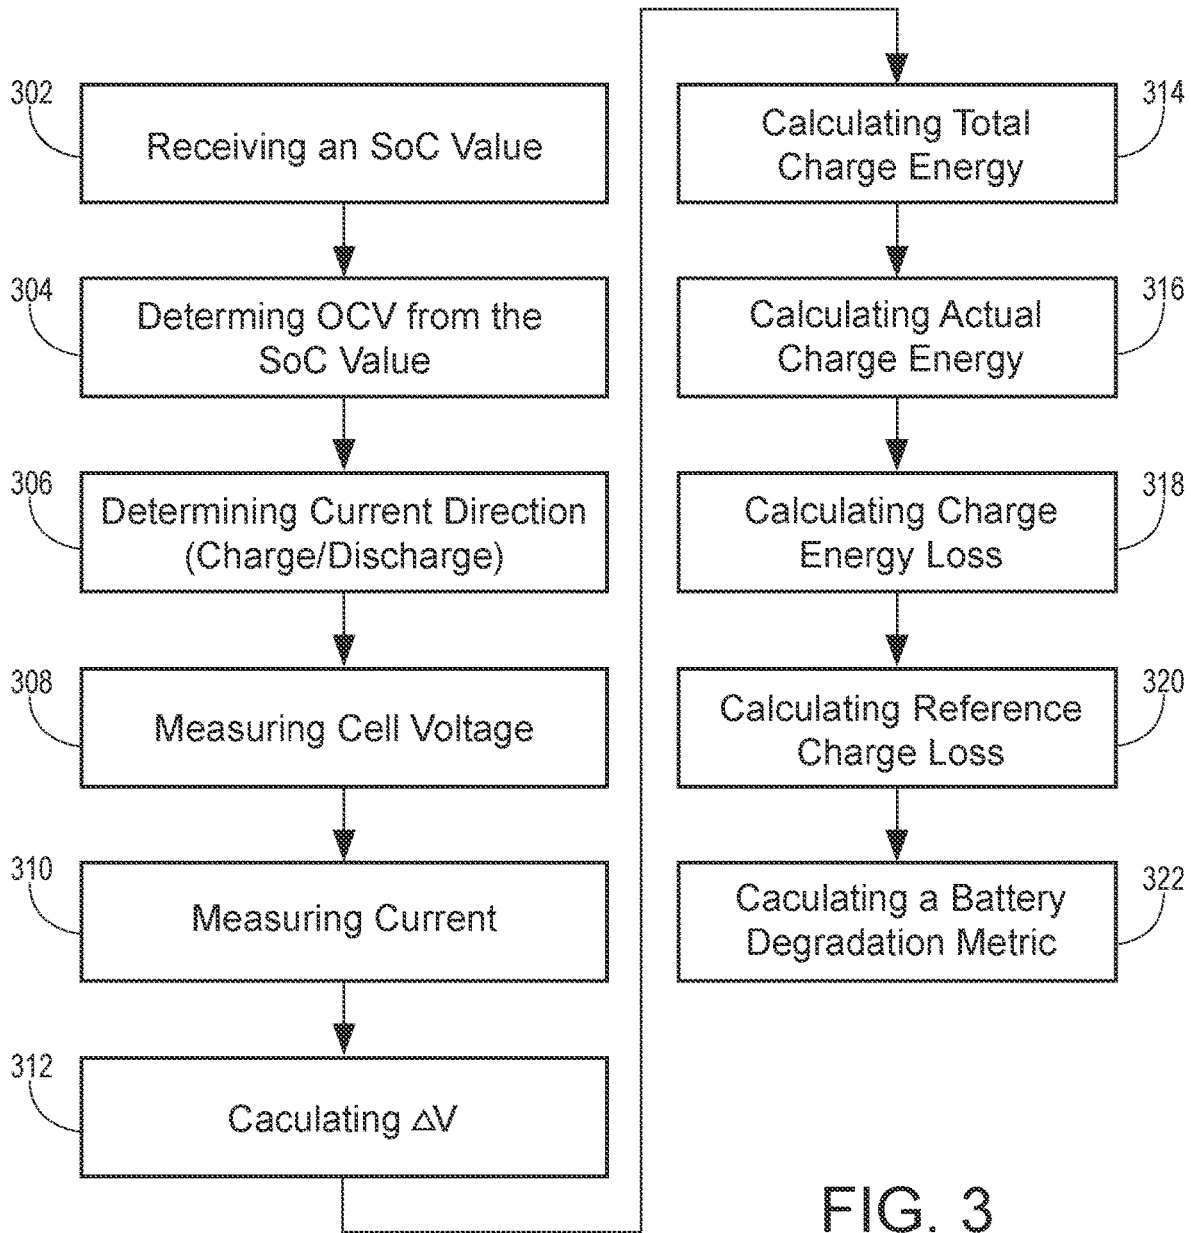 302
Receiving an SoC Value
304
Determing OCV from the
SoC Value
306
Determining Current Direction
(Charge/Discharge)
308
Measuring Cell Voltage
310
Measuring Current
312
Caculating ΔV
314
Calculating Total
Charge Energy
316
Calculating Actual
Charge Energy
318
Calculating Charge
Energy Loss
320
Calculating Reference
Charge Loss
322
Caculating a Battery
Degradation Metric
FIG. 3